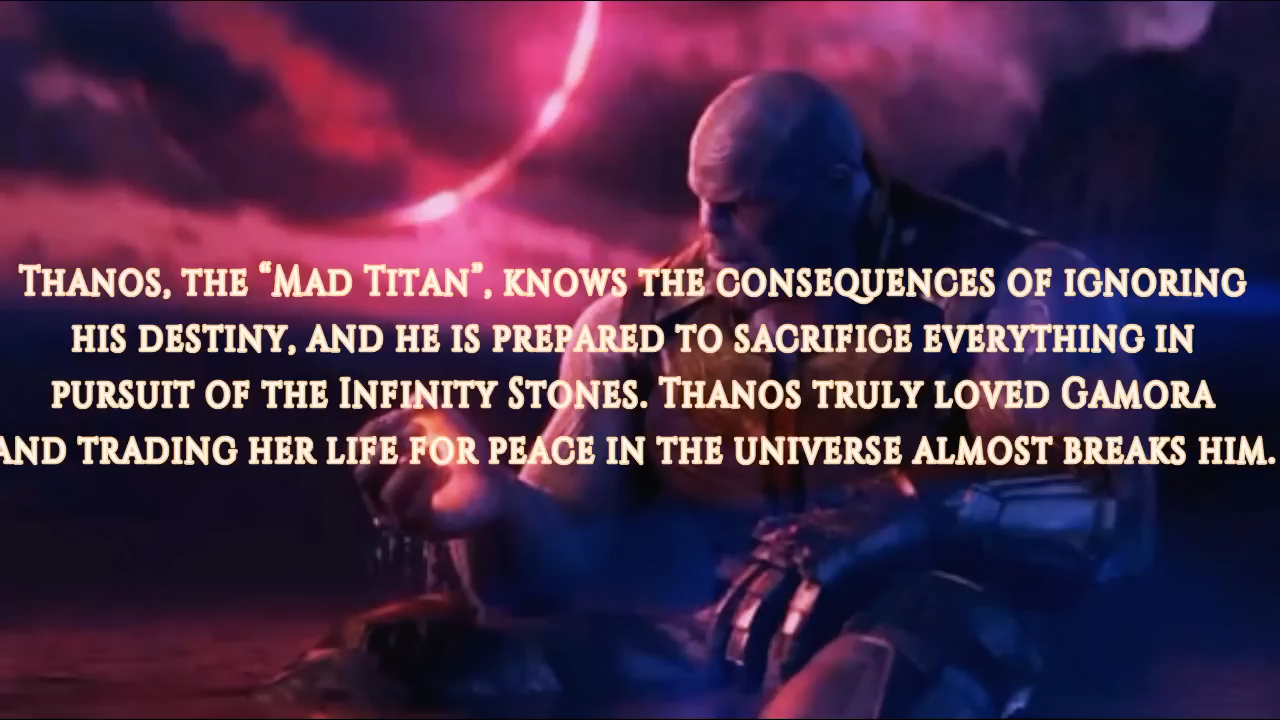 Thanos, the “Mad Titan”, knows the consequences of ignoring
his destiny, and he is prepared to sacrifice everything in
pursuit of the Infinity Stones. Thanos truly loved Gamora
and trading her life for peace in the universe almost breaks him.